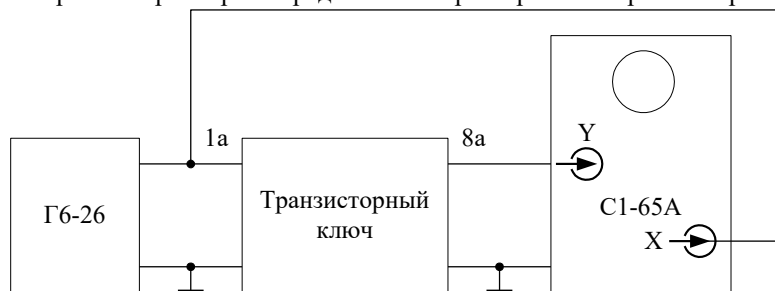 1а
8а
Y
Г6-26
Транзисторный
ключ
С1-65А
X